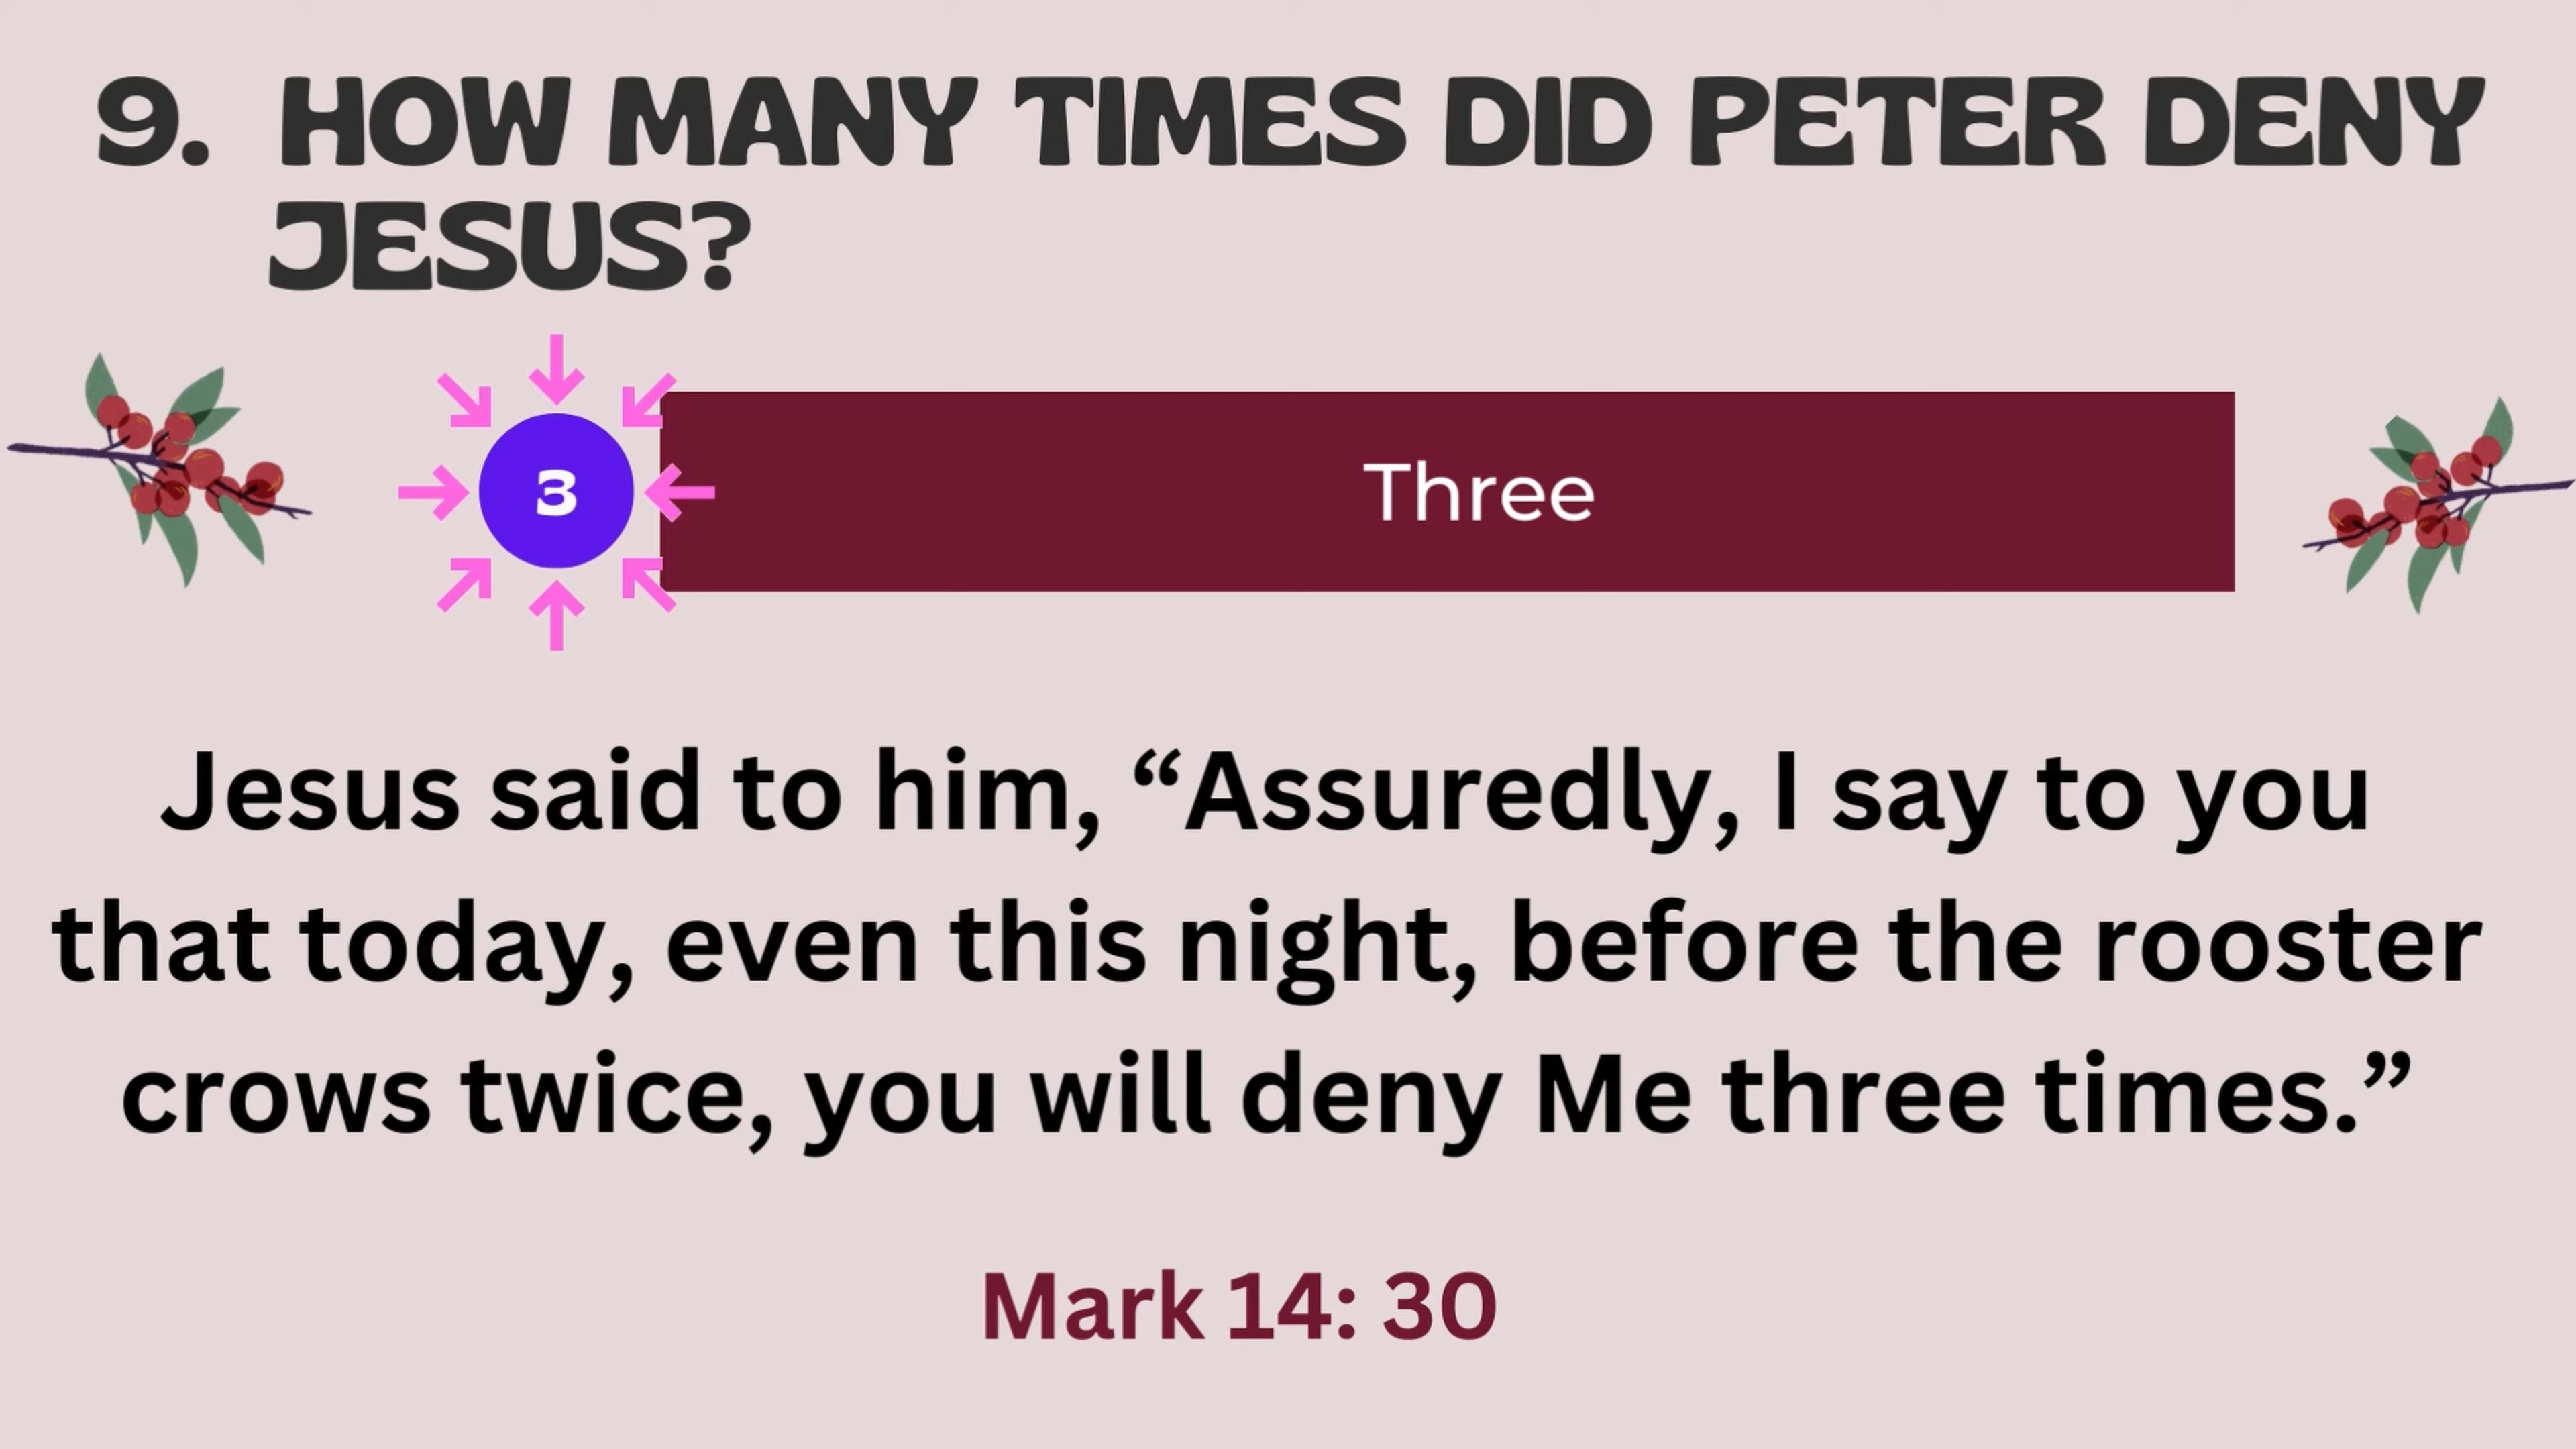 9. HOW MANY TIMES DID PETER DENY
JESUS?
3
Three
Jesus said to him, “Assuredly, I say to you
that today, even this night, before the rooster
crows twice, you will deny Me three times.”
Mark 14: 30